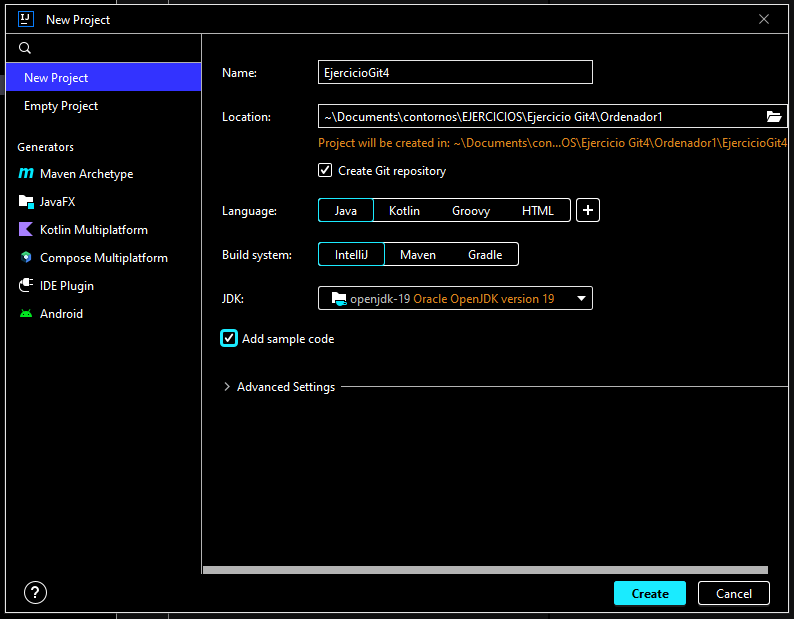 IJ New Project
New Project
Empty Project
Generators
m Maven Archetype
JavaFX
Kotlin Multiplatform
Compose Multiplatform
IDE Plugin
Android
Name: EjercicioGit4
Location: ~\Documents\contornos\EJERCICIOS\Ejercicio Git4\Ordenador1
Project will be created in: ~\Documents\con...OS\Ejercicio Git4\Ordenador1\EjercicioGit4
Create Git repository
Language: Java Kotlin Groovy HTML +
Build system: IntelliJ Maven Gradle
JDK: openjdk-19 Oracle OpenJDK version 19
Add sample code
Advanced Settings
? Create Cancel